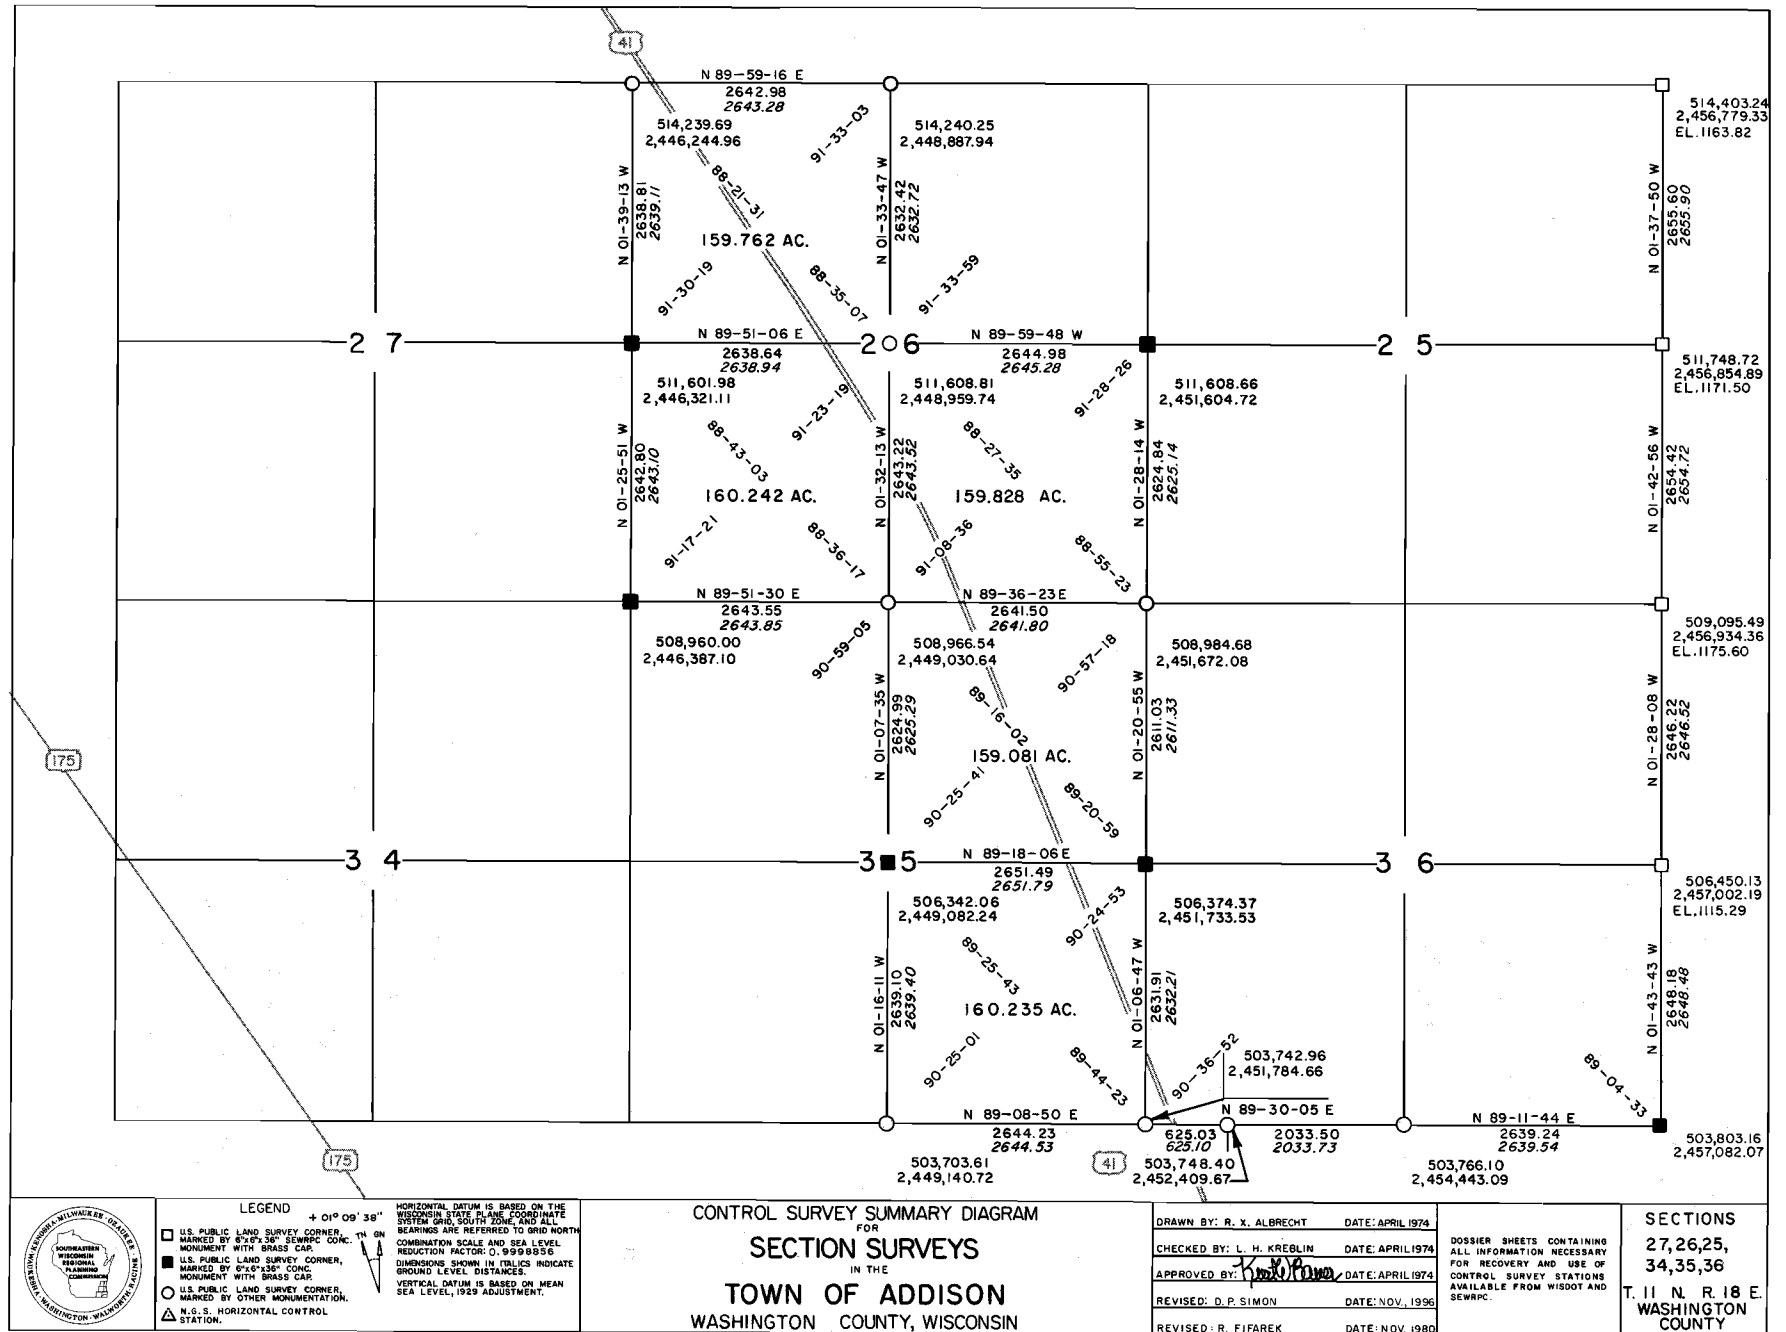 41
N 89-59-16 E
2642.98
2643.28
514,239.69
2,446,244.96
91-33-03
514,240.25
2,448,887.94
514,403.24
2,456,779.33
EL.1163.82
N 01-39-13 W
2638.81
2639.11
88-21-31
N 01-33-47 W
2632.42
2632.72
N 01-37-50 W
2655.60
2655.90
159.762 AC.
91-30-19
88-35-07
91-33-59
27
N 89-51-06 E
2638.64
2638.94
26
N 89-59-48 W
2644.98
2645.28
25
511,601.98
2,446,321.11
511,608.81
2,448,959.74
511,608.66
2,451,604.72
511,748.72
2,456,854.89
EL.1171.50
91-23-19
91-28-26
N 01-25-51 W
2642.80
2643.10
88-43-03
N 01-32-13 W
2643.22
2643.52
88-27-35
N 01-28-14 W
2624.84
2625.14
N 01-42-56 W
2654.42
2654.72
160.242 AC.
159.828 AC.
91-17-21
88-36-17
91-08-36
88-55-23
N 89-51-30 E
2643.55
2643.85
N 89-36-23E
2641.50
2641.80
508,960.00
2,446,387.10
508,966.54
2,449,030.64
508,984.68
2,451,672.08
509,095.49
2,456,934.36
EL.1175.60
90-59-05
90-57-18
N 01-07-35 W
2624.99
2625.29
89-16-02
N 01-20-55 W
2611.03
2611.33
N 01-28-08 W
2646.22
2646.52
159.081 AC.
175
90-25-41
89-20-59
34
35
N 89-18-06E
2651.49
2651.79
36
506,342.06
2,449,082.24
506,374.37
2,451,733.53
506,450.13
2,457,002.19
EL.1115.29
90-24-53
N 01-16-11 W
2639.10
2639.40
89-25-43
N 01-06-47 W
2631.91
2632.21
N 01-43-43 W
2648.18
2648.48
160.235 AC.
90-25-01
89-44-23
90-36-52
503,742.96
2,451,784.66
89-04-33
N 89-08-50 E
2644.23
2644.53
N 89-30-05 E
625.03
625.10
2033.50
2033.73
N 89-11-44 E
2639.24
2639.54
175
503,703.61
2,449,140.72
41
503,748.40
2,452,409.67
503,766.10
2,454,443.09
503,803.16
2,457,082.07
SOUTHEASTERN
WISCONSIN
REGIONAL
PLANNING
COMMISSION
LEGEND
+ 01° 09' 38"
TN GN
U.S. PUBLIC LAND SURVEY CORNER,
MARKED BY 6"x6"x36" SEWRPC CONC.
MONUMENT WITH BRASS CAP.
U.S. PUBLIC LAND SURVEY CORNER,
MARKED BY 6"x6"x36" CONC.
MONUMENT WITH BRASS CAP.
U.S. PUBLIC LAND SURVEY CORNER,
MARKED BY OTHER MONUMENTATION.
N.G.S. HORIZONTAL CONTROL
STATION.
HORIZONTAL DATUM IS BASED ON THE
WISCONSIN STATE PLANE COORDINATE
SYSTEM GRID, SOUTH ZONE, AND ALL
BEARINGS ARE REFERRED TO GRID NORTH
COMBINATION SCALE AND SEA LEVEL
REDUCTION FACTOR: 0.9998856
DIMENSIONS SHOWN IN ITALICS INDICATE
GROUND LEVEL DISTANCES.
VERTICAL DATUM IS BASED ON MEAN
SEA LEVEL, 1929 ADJUSTMENT.
CONTROL SURVEY SUMMARY DIAGRAM
FOR
SECTION SURVEYS
IN THE
TOWN OF ADDISON
WASHINGTON COUNTY, WISCONSIN
DRAWN BY: R. X. ALBRECHT DATE: APRIL 1974
CHECKED BY: L. H. KREBLIN DATE: APRIL 1974
APPROVED BY: DATE: APRIL 1974
REVISED: D. P. SIMON DATE: NOV., 1996
REVISED: R. FIFAREK DATE: NOV. 1980
DOSSIER SHEETS CONTAINING
ALL INFORMATION NECESSARY
FOR RECOVERY AND USE OF
CONTROL SURVEY STATIONS
AVAILABLE FROM WISDOT AND
SEWRPC.
SECTIONS
27,26,25,
34,35,36
T. 11 N. R. 18 E.
WASHINGTON
COUNTY